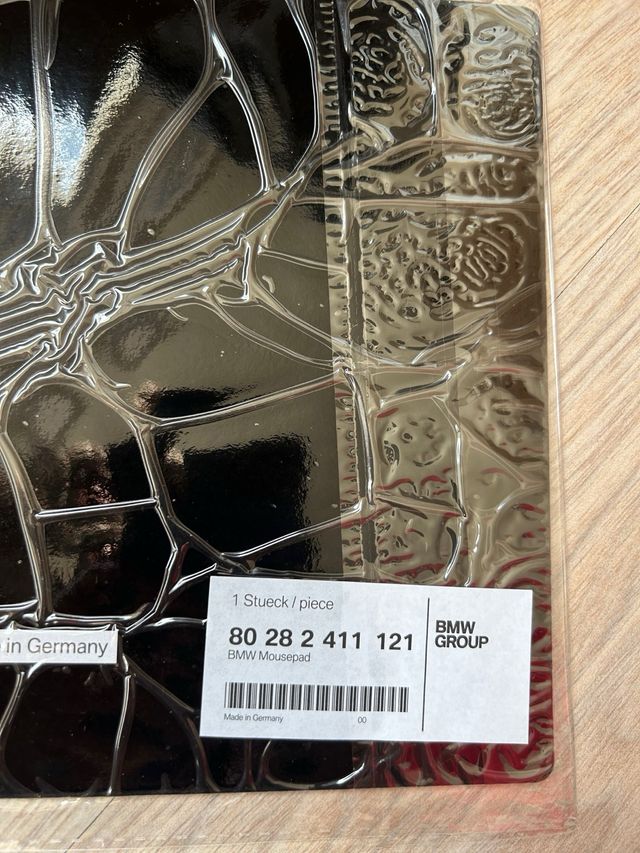 1 Stueck / piece
80 28 2 411 121
BMW Mousepad
Made in Germany
00
BMW
GROUP
in Germany